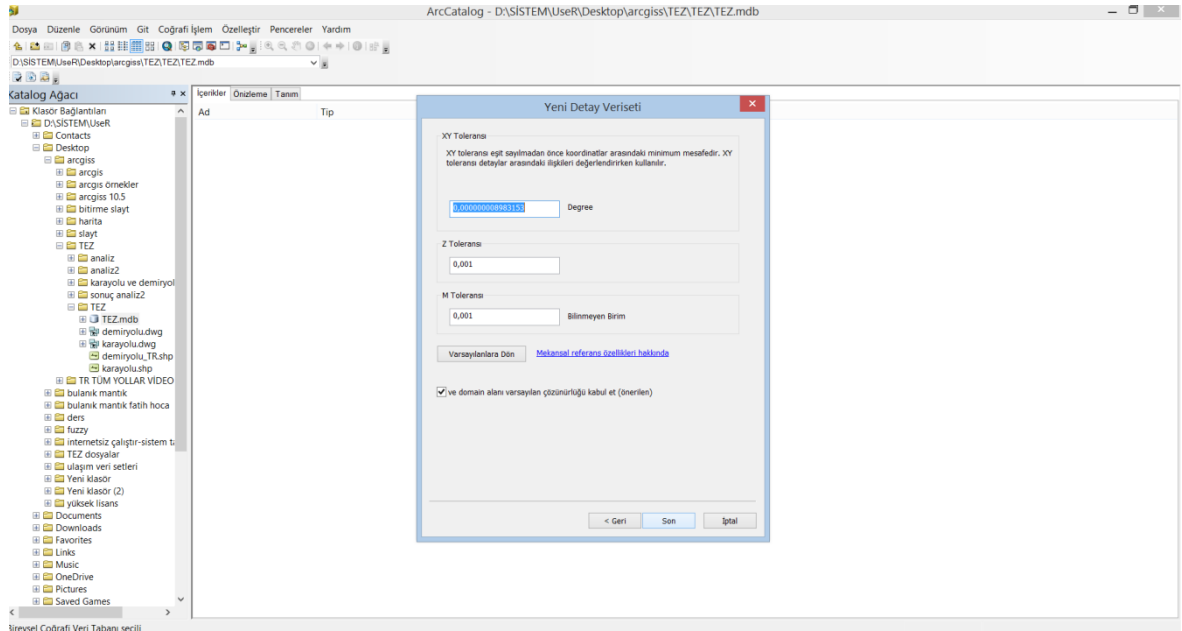 ArcCatalog - D:\SİSTEM\UseR\Desktop\arcgiss\TEZ\TEZ\TEZ.mdb
Dosya Düzenle Görünüm Git Coğrafi İşlem Özelleştir Pencereler Yardım
D:\SİSTEM\UseR\Desktop\arcgiss\TEZ\TEZ\TEZ.mdb
Katalog Ağacı
Klasör Bağlantıları
D:\SİSTEM\UseR
Contacts
Desktop
arcgiss
arcgis
arcgıs örnekler
arcgiss 10.5
bitirme slayt
harita
slayt
TEZ
analiz
analiz2
karayolu ve demiryol
sonuç analiz2
TEZ
TEZ.mdb
demiryolu.dwg
karayolu.dwg
demiryolu_TR.shp
karayolu.shp
TR TÜM YOLLAR VİDEO
bulanık mantık
bulanık mantık fatih hoca
ders
fuzzy
internetsiz çalıştır-sistem ta
TEZ dosyalar
ulaşım veri setleri
Yeni klasör
Yeni klasör (2)
yüksek lisans
Documents
Downloads
Favorites
Links
Music
OneDrive
Pictures
Saved Games
İçerikler Önizleme Tanım
Ad Tip
Yeni Detay Veriseti
XY Toleransı
XY toleransı eşit sayılmadan önce koordinatlar arasındaki minimum mesafedir. XY
toleransı detaylar arasındaki ilişkileri değerlendirirken kullanılır.
0,000000008983153 Degree
Z Toleransı
0,001
M Toleransı
0,001 Bilinmeyen Birim
Varsayılanlara Dön Mekansal referans özellikleri hakkında
ve domain alanı varsayılan çözünürlüğü kabul et (önerilen)
< Geri Son İptal
Bireysel Coğrafi Veri Tabanı seçili